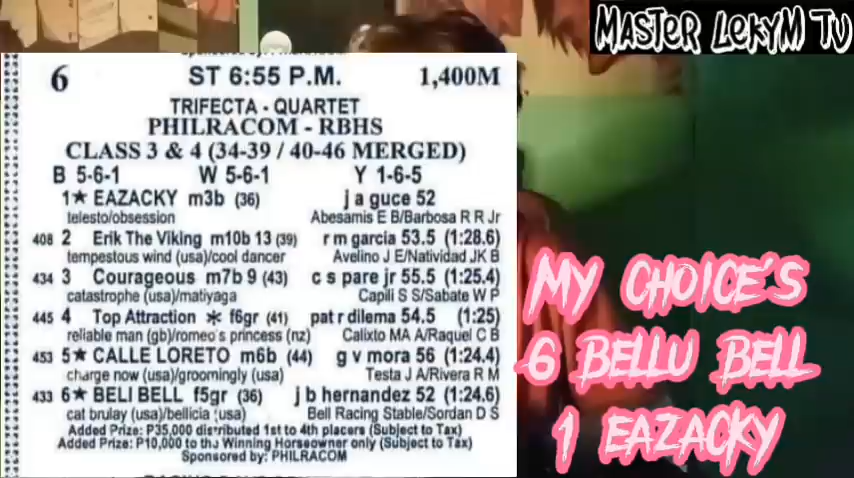 MASTER LEKYM TV
6 ST 6:55 P.M. 1,400M
TRIFECTA - QUARTET
PHILRACOM - RBHS
CLASS 3 & 4 (34-39 / 40-46 MERGED)
B 5-6-1 W 5-6-1 Y 1-6-5
1★ EAZACKY m3b (36) j a guce 52
telesto/obsession Abesamis E B/Barbosa R R Jr
408 2 Erik The Viking m10b 13 (39) r m garcia 53.5 (1:28.6)
tempestous wind (usa)/cool dancer Avelino J E/Natividad JK B
434 3 Courageous m7b 9 (43) c s pare jr 55.5 (1:25.4)
catastrophe (usa)/matiyaga Capili S S/Sabate W P
445 4 Top Attraction * f6gr (41) pat r dilema 54.5 (1:25)
reliable man (gb)/romeo's princess (nz) Calixto MA A/Raquel C B
453 5★ CALLE LORETO m6b (44) g v mora 56 (1:24.4)
charge now (usa)/groomingly (usa) Testa J A/Rivera R M
433 6★ BELI BELL f5gr (36) j b hernandez 52 (1:24.6)
cat brulay (usa)/bellicia (usa) Bell Racing Stable/Sordan D S
Added Prize: P35,000 distributed 1st to 4th placers (Subject to Tax)
Added Prize: P10,000 to the Winning Horseowner only (Subject to Tax)
Sponsored by: PHILRACOM
MY CHOICE'S
6 BELLU BELL
1 EAZACKY